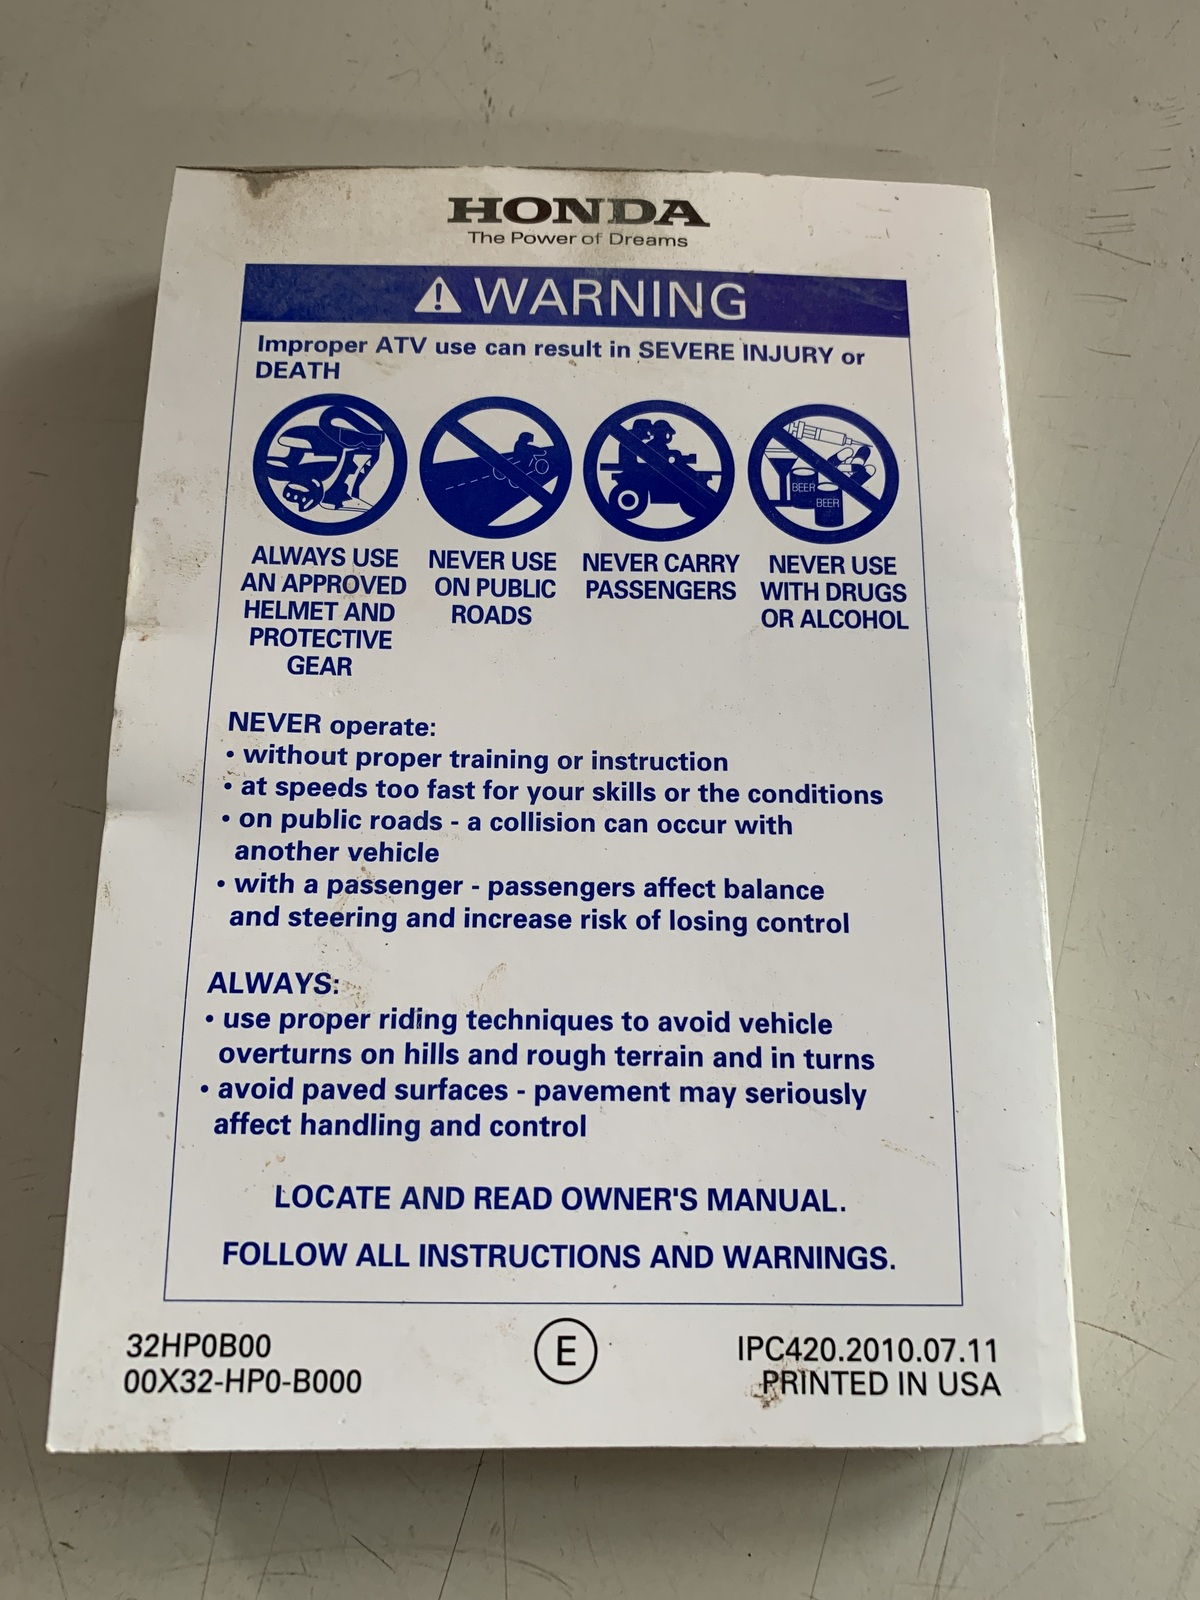 HONDA
The Power of Dreams
WARNING
Improper ATV use can result in SEVERE INJURY or
DEATH
BEER
BEER
ALWAYS USE
AN APPROVED
HELMET AND
PROTECTIVE
GEAR
NEVER USE
ON PUBLIC
ROADS
NEVER CARRY
PASSENGERS
NEVER USE
WITH DRUGS
OR ALCOHOL
NEVER operate:
• without proper training or instruction
• at speeds too fast for your skills or the conditions
• on public roads - a collision can occur with
another vehicle
• with a passenger - passengers affect balance
and steering and increase risk of losing control
ALWAYS:
• use proper riding techniques to avoid vehicle
overturns on hills and rough terrain and in turns
• avoid paved surfaces - pavement may seriously
affect handling and control
LOCATE AND READ OWNER'S MANUAL.
FOLLOW ALL INSTRUCTIONS AND WARNINGS.
32HP0B00
00X32-HP0-B000
E
IPC420.2010.07.11
PRINTED IN USA